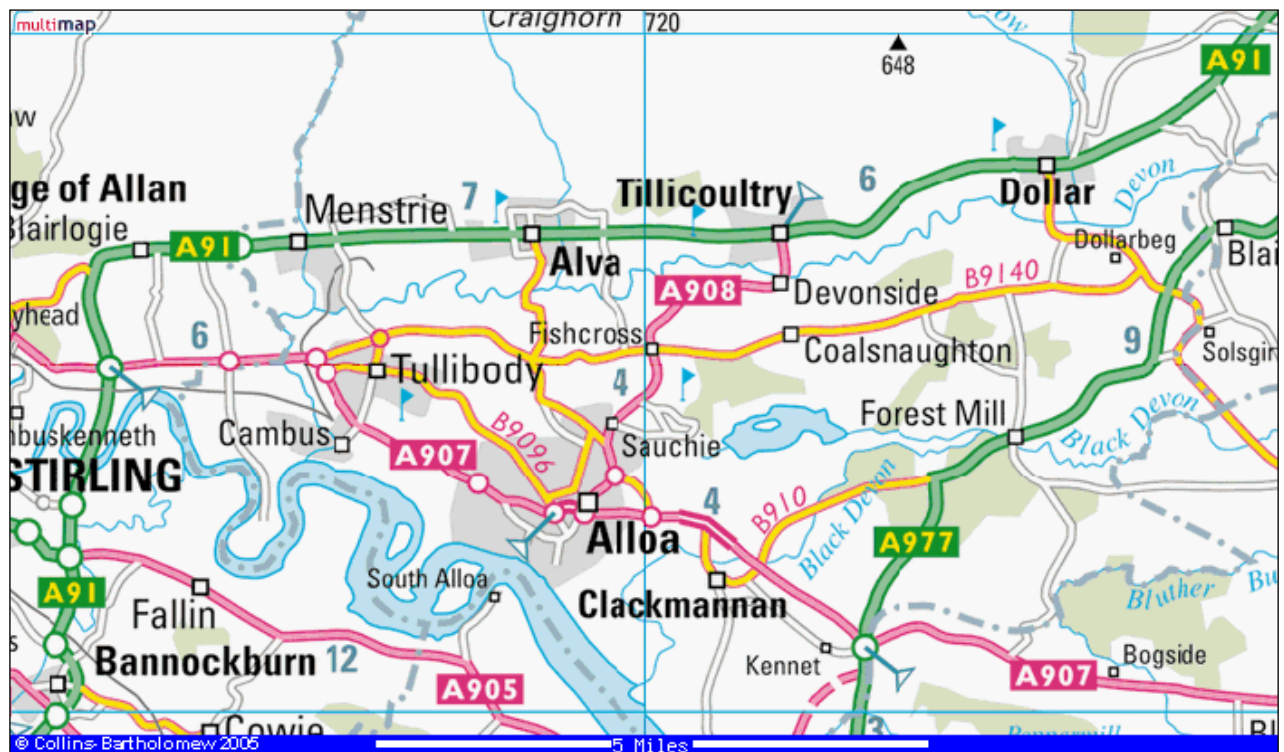 multimap
Craighorn
720
648
A91
ge of Allan
Blairlogie
A91
Menstrie
7
Alva
Tillicoultry
6
Dollar
Devon
Dollarbeg
A908
Devonside
B9140
yhead
6
Fishcross
Tullibody
Coalsnaughton
9
Solsgir
4
nbuskenneth
Cambus
B9096
Sauchie
Forest Mill
Black Devon
STIRLING
A907
Alloa
4
B910
Black Devon
A977
A91
South Alloa
Clackmannan
Fallin
Bluther
Bu
Bannockburn
12
Kennet
Bogside
A905
A907
Cowie
3
© Collins-Bartholomew 2005
5 Miles